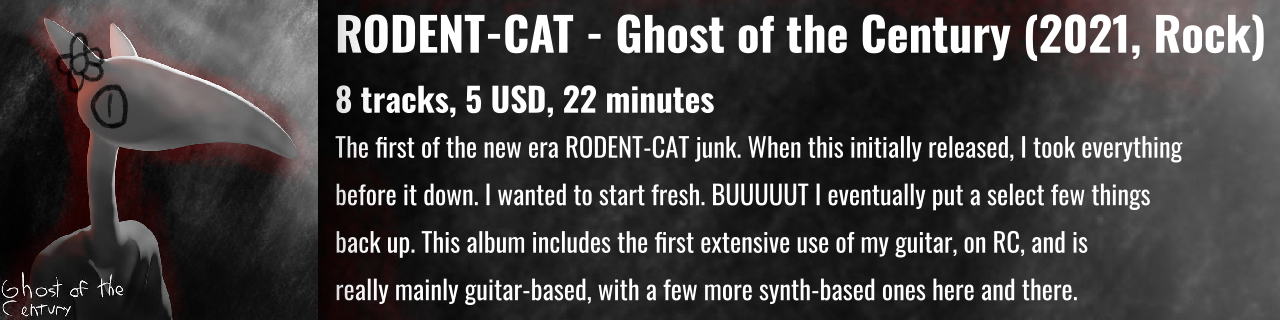 RODENT-CAT - Ghost of the Century (2021, Rock)
8 tracks, 5 USD, 22 minutes
The first of the new era RODENT-CAT junk. When this initially released, I took everything
before it down. I wanted to start fresh. BUUUUUT I eventually put a select few things
back up. This album includes the first extensive use of my guitar, on RC, and is
really mainly guitar-based, with a few more synth-based ones here and there.
Ghost of the
Century